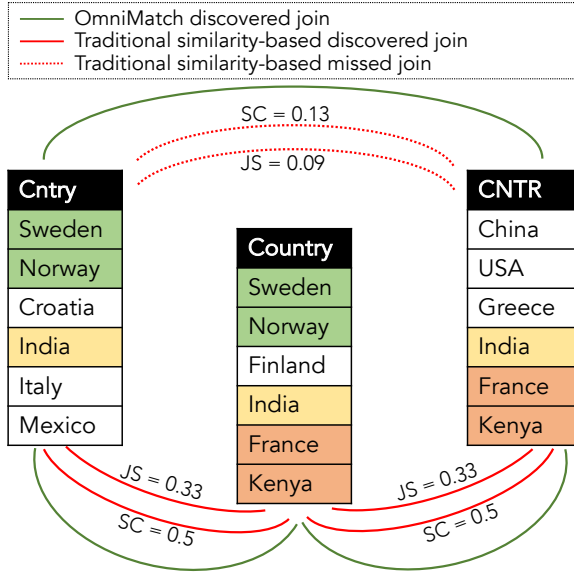 OmniMatch discovered join
Traditional similarity-based discovered join
Traditional similarity-based missed join
SC = 0.13
JS = 0.09
Cntry
Sweden
Norway
Croatia
India
Italy
Mexico
Country
Sweden
Norway
Finland
India
France
Kenya
CNTR
China
USA
Greece
India
France
Kenya
JS = 0.33
SC = 0.5
JS = 0.33
SC = 0.5